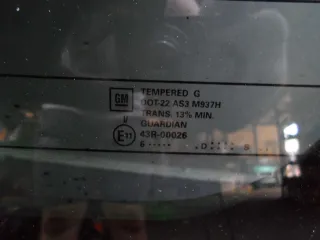 TEMPERED G
DOT-22 AS3 M937H
GM
TRANS. 13% MIN.
GUARDIAN
E11 43R-00026